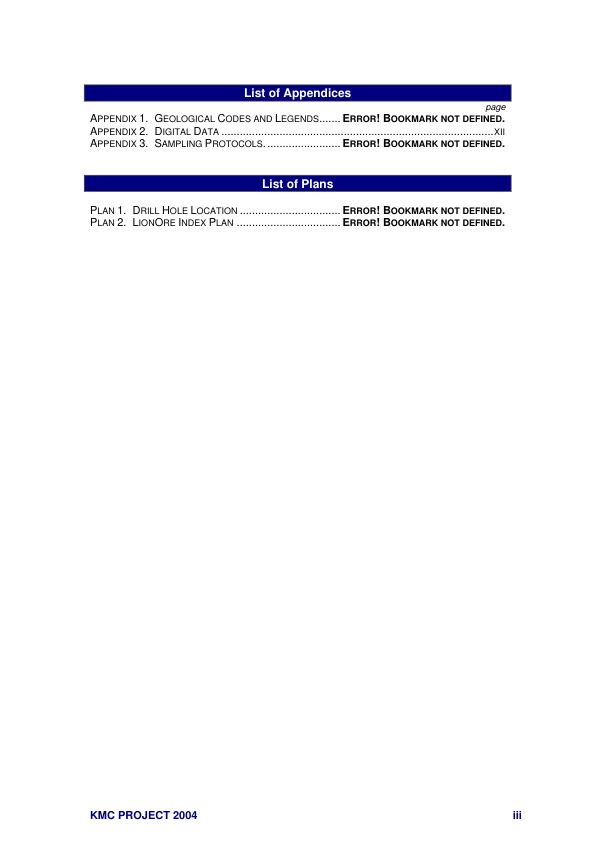 List of Appendices
page
APPENDIX 1. GEOLOGICAL CODES AND LEGENDS....... ERROR! BOOKMARK NOT DEFINED.
APPENDIX 2. DIGITAL DATA .........................................................................................XII
APPENDIX 3. SAMPLING PROTOCOLS. ........................ ERROR! BOOKMARK NOT DEFINED.
List of Plans
PLAN 1. DRILL HOLE LOCATION ................................. ERROR! BOOKMARK NOT DEFINED.
PLAN 2. LIONORE INDEX PLAN .................................. ERROR! BOOKMARK NOT DEFINED.
KMC PROJECT 2004 iii